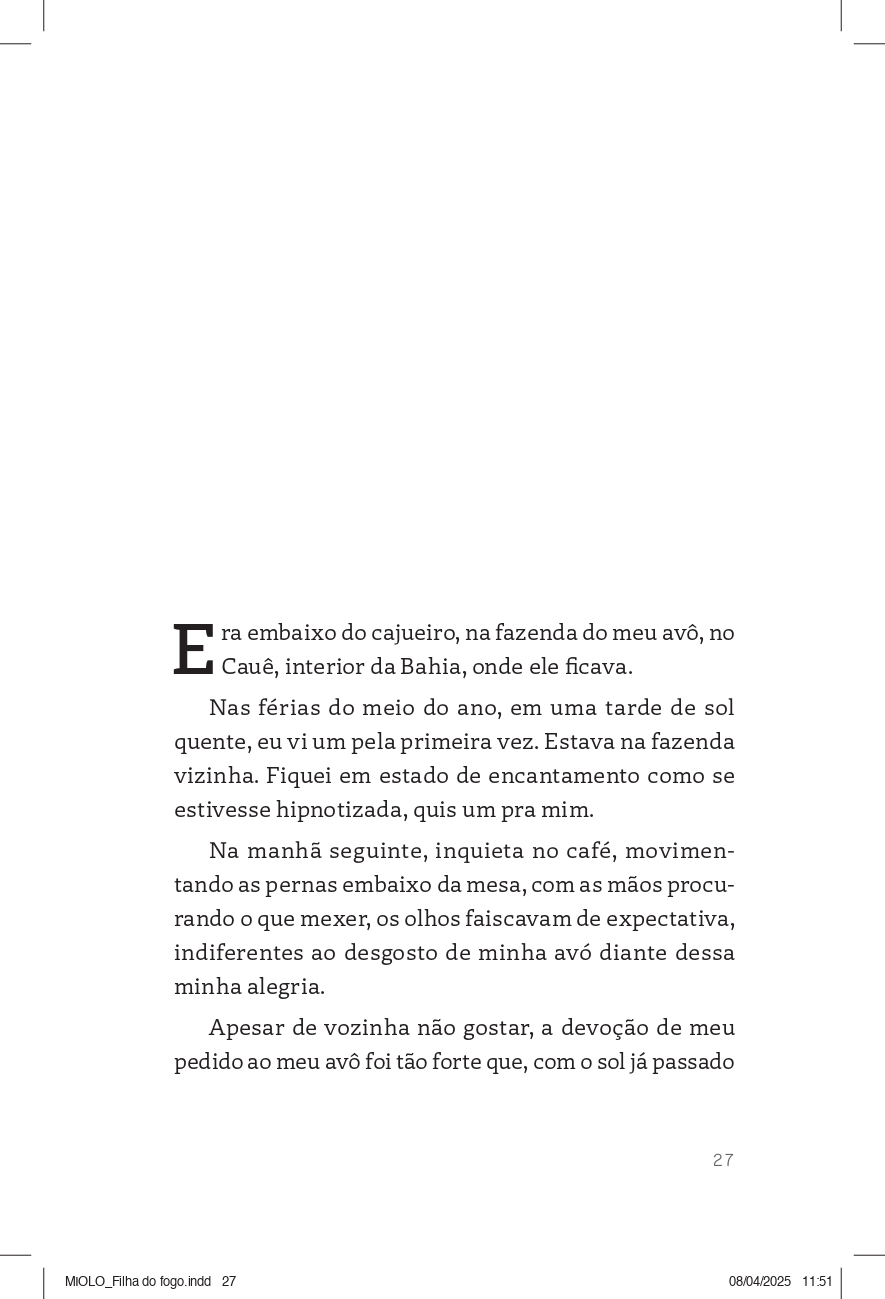 Era embaixo do cajueiro, na fazenda do meu avô, no
Cauê, interior da Bahia, onde ele ficava.
Nas férias do meio do ano, em uma tarde de sol
quente, eu vi um pela primeira vez. Estava na fazenda
vizinha. Fiquei em estado de encantamento como se
estivesse hipnotizada, quis um pra mim.
Na manhã seguinte, inquieta no café, movimen-
tando as pernas embaixo da mesa, com as mãos procu-
rando o que mexer, os olhos faiscavam de expectativa,
indiferentes ao desgosto de minha avó diante dessa
minha alegria.
Apesar de vozinha não gostar, a devoção de meu
pedido ao meu avô foi tão forte que, com o sol já passado
27
MIOLO_Filha do fogo.indd 27
08/04/2025 11:51